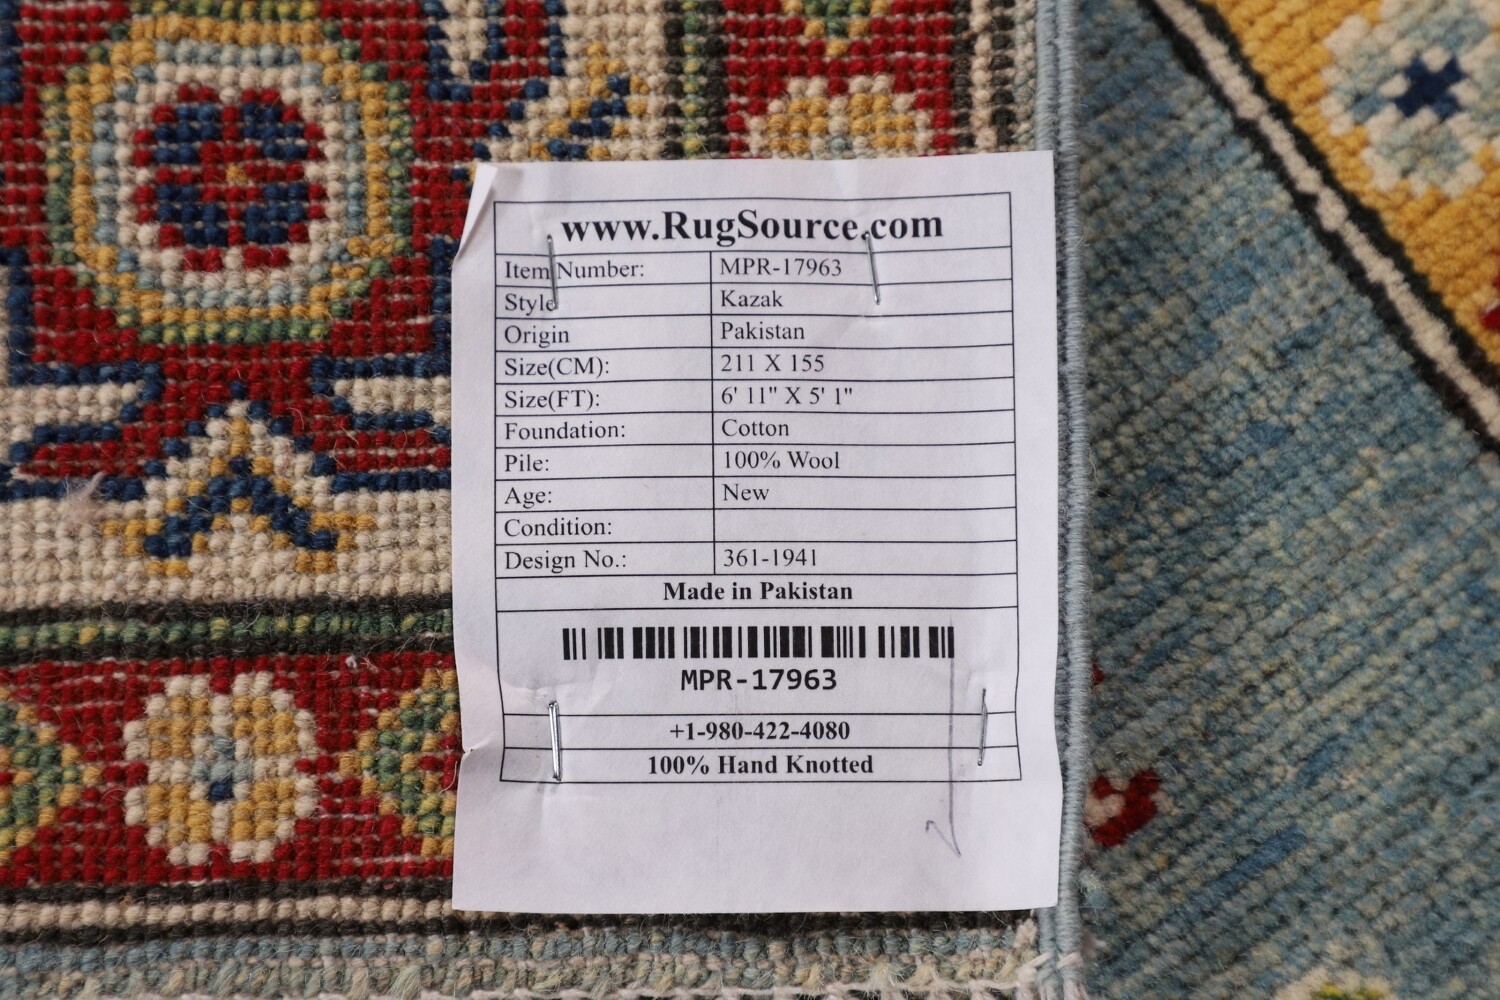 www.RugSource.com
Item Number: MPR-17963
Style Kazak
Origin Pakistan
Size(CM): 211 X 155
Size(FT): 6' 11" X 5' 1"
Foundation: Cotton
Pile: 100% Wool
Age: New
Condition:
Design No.: 361-1941
Made in Pakistan
MPR-17963
+1-980-422-4080
100% Hand Knotted